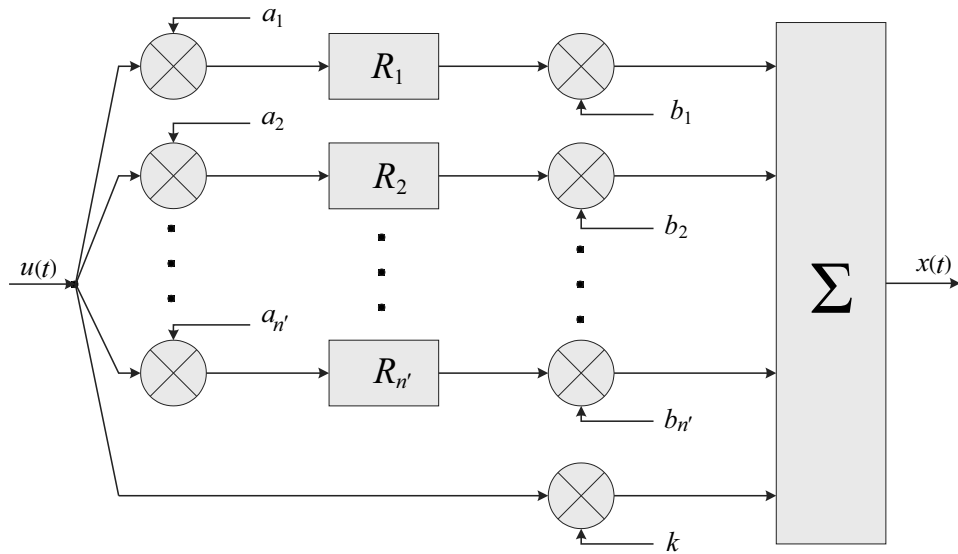 a₁
R₁
b₁
a₂
R₂
b₂
u(t)
Σ
x(t)
aₙ′
Rₙ′
bₙ′
k